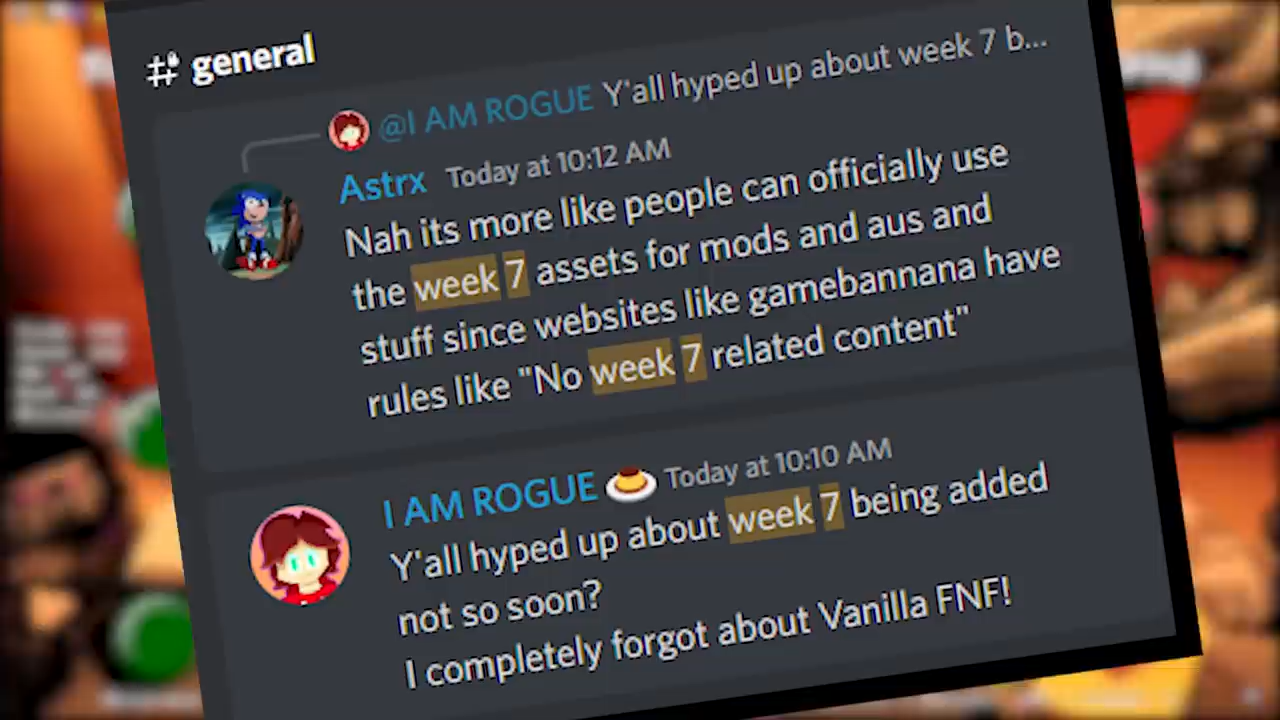 general
@I AM ROGUE Y'all hyped up about week 7 b...
Astrx Today at 10:12 AM
Nah its more like people can officially use
the week 7 assets for mods and aus and
stuff since websites like gamebannana have
rules like "No week 7 related content"
I AM ROGUE Today at 10:10 AM
Y'all hyped up about week 7 being added
not so soon?
I completely forgot about Vanilla FNF!